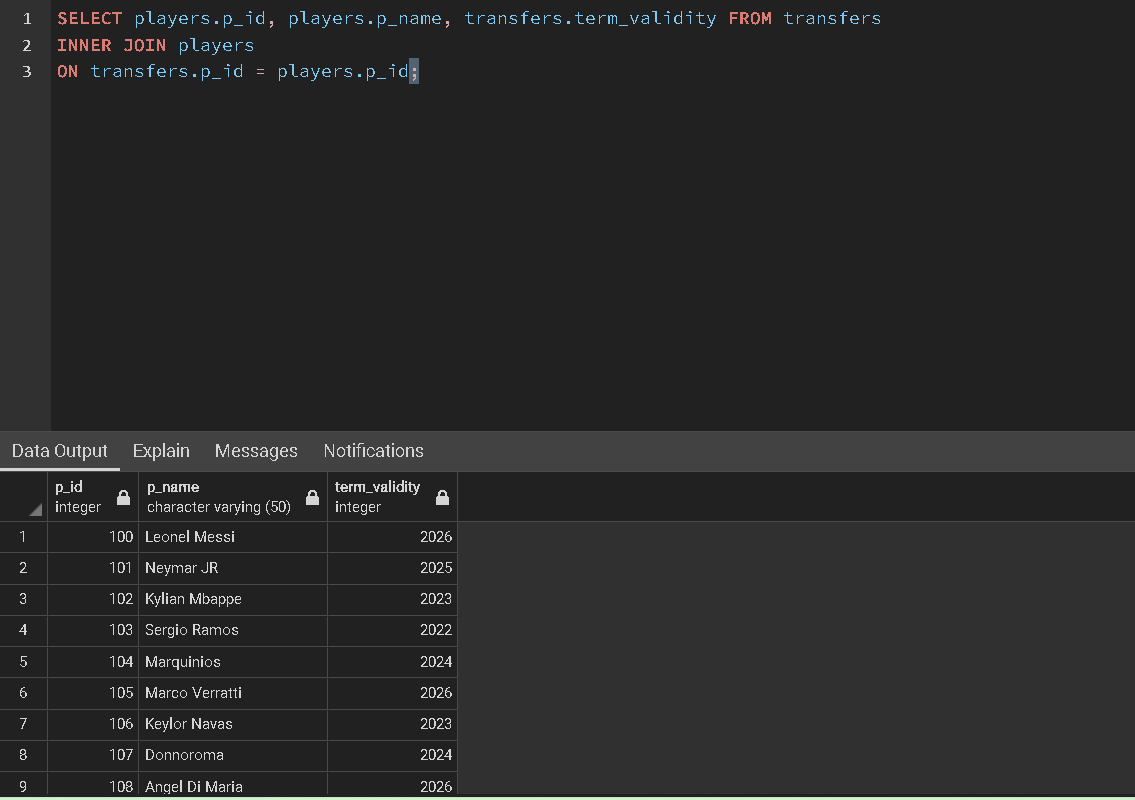 1 SELECT players.p_id, players.p_name, transfers.term_validity FROM transfers
2 INNER JOIN players
3 ON transfers.p_id = players.p_id;
Data Output Explain Messages Notifications
p_id p_name term_validity
integer character varying (50) integer
1 100 Leonel Messi 2026
2 101 Neymar JR 2025
3 102 Kylian Mbappe 2023
4 103 Sergio Ramos 2022
5 104 Marquinios 2024
6 105 Marco Verratti 2026
7 106 Keylor Navas 2023
8 107 Donnoroma 2024
9 108 Angel Di Maria 2026